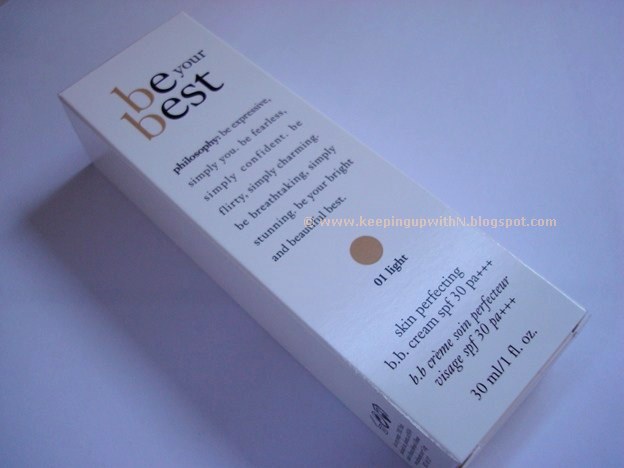 be your
best
philosophy: be expressive,
simply you. be fearless,
simply confident. be
flirty, simply charming.
be breathtaking, simply
stunning. be your bright
and beautiful best.
© www.keepingupwithN.blogspot.com
01 light
skin perfecting
b.b. cream spf 30 pa+++
b.b crème soin perfecteur
visage spf 30 pa+++
30 ml/1 fl. oz.